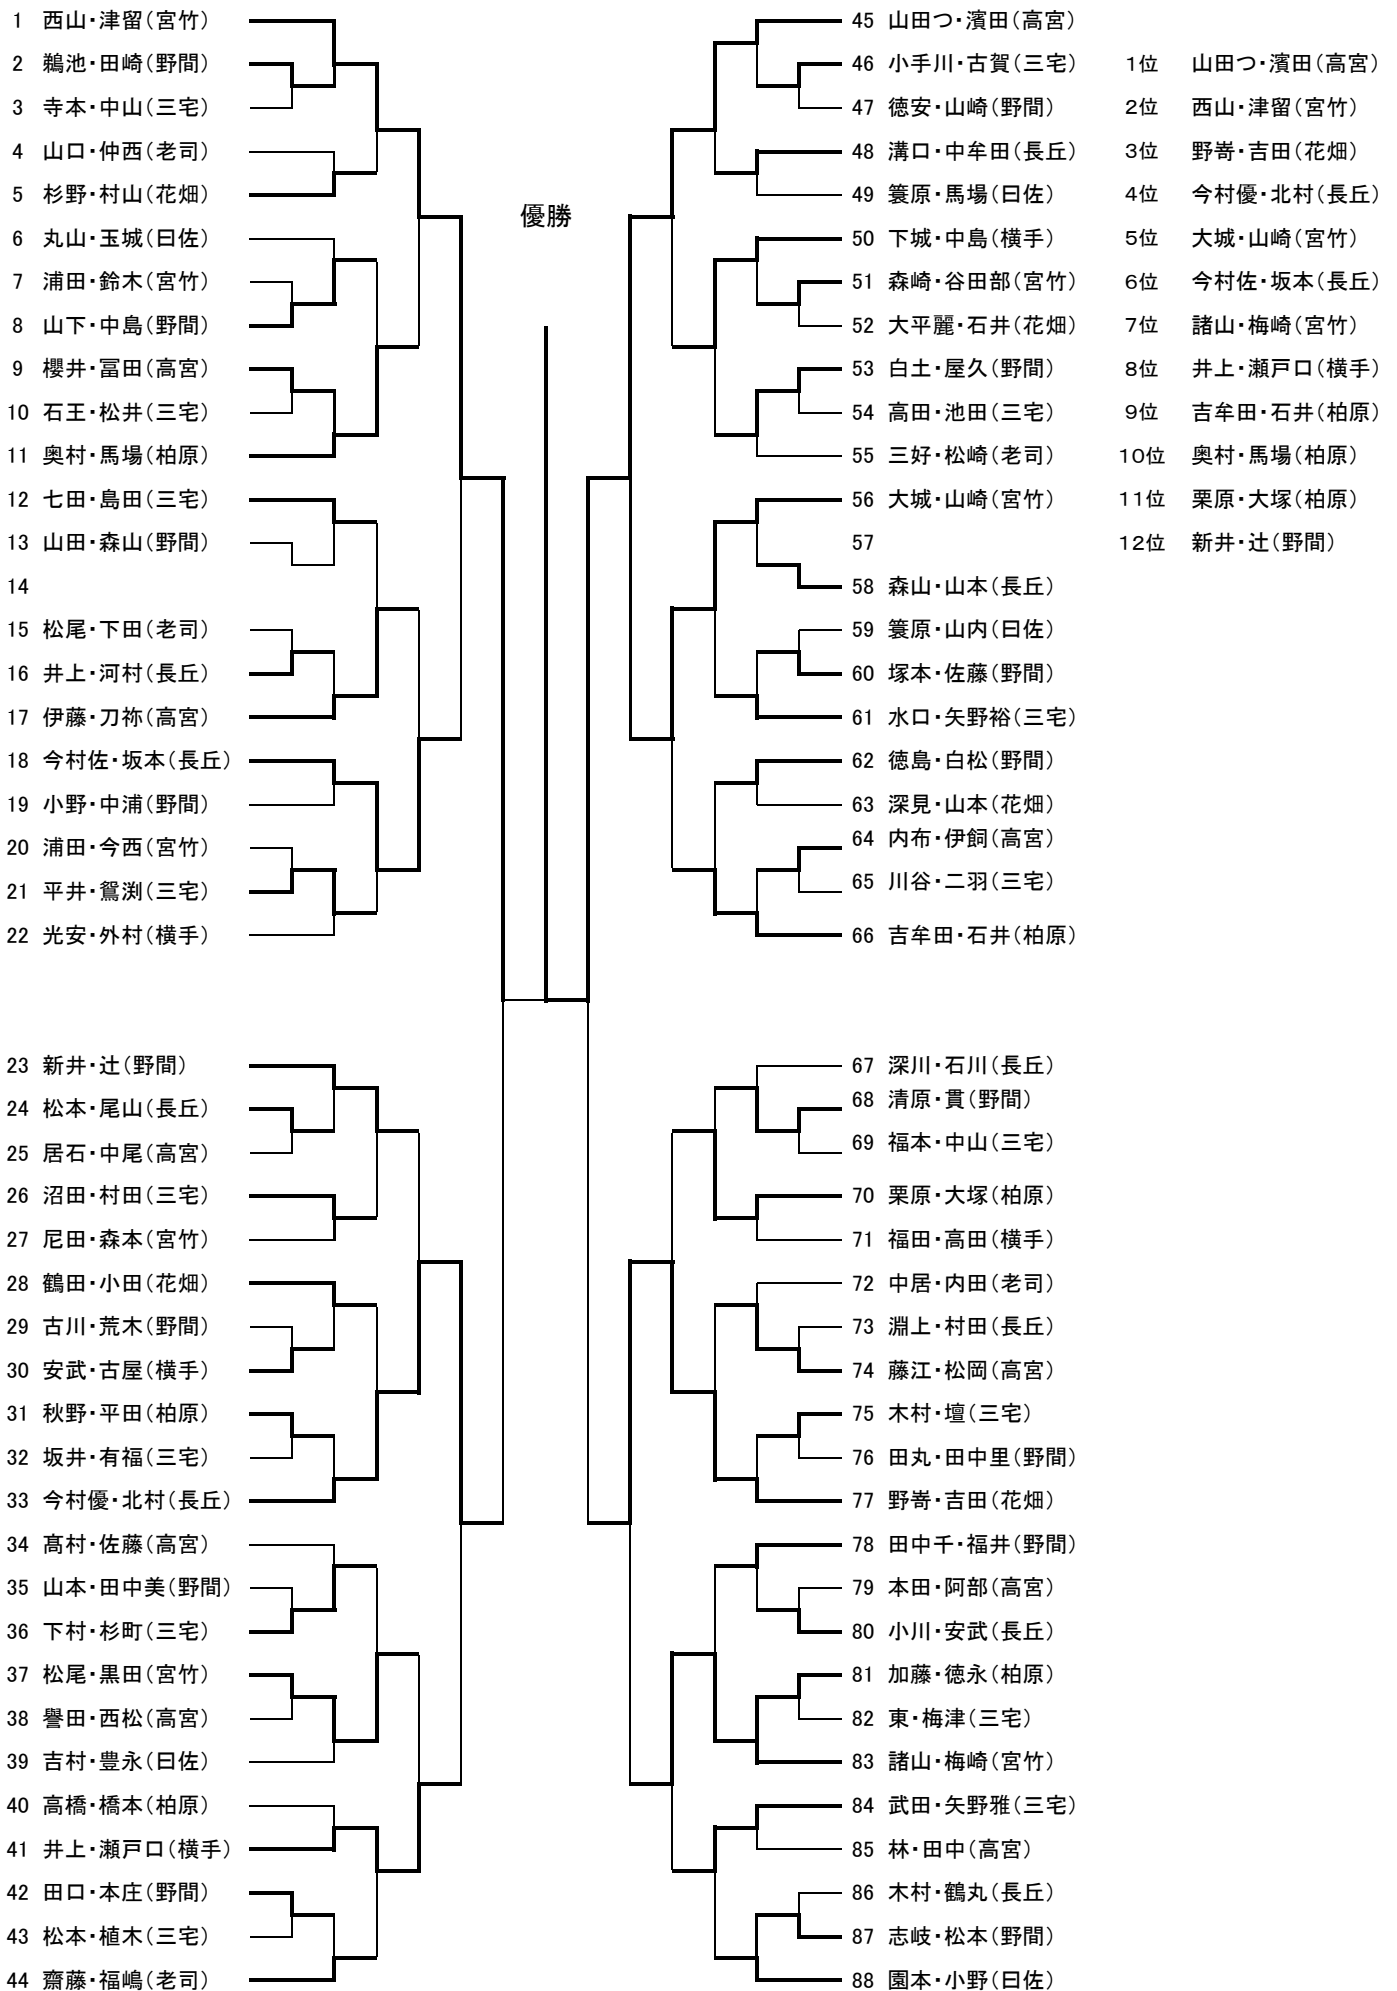 1 西山・津留(宮竹)
2 鵜池・田崎(野間)
3 寺本・中山(三宅)
4 山口・仲西(老司)
5 杉野・村山(花畑)
6 丸山・玉城(曰佐)
7 浦田・鈴木(宮竹)
8 山下・中島(野間)
9 櫻井・冨田(高宮)
10 石王・松井(三宅)
11 奥村・馬場(柏原)
12 七田・島田(三宅)
13 山田・森山(野間)
14
15 松尾・下田(老司)
16 井上・河村(長丘)
17 伊藤・刀祢(高宮)
18 今村佐・坂本(長丘)
19 小野・中浦(野間)
20 浦田・今西(宮竹)
21 平井・鴛渕(三宅)
22 光安・外村(横手)
23 新井・辻(野間)
24 松本・尾山(長丘)
25 居石・中尾(高宮)
26 沼田・村田(三宅)
27 尼田・森本(宮竹)
28 鶴田・小田(花畑)
29 古川・荒木(野間)
30 安武・古屋(横手)
31 秋野・平田(柏原)
32 坂井・有福(三宅)
33 今村優・北村(長丘)
34 髙村・佐藤(高宮)
35 山本・田中美(野間)
36 下村・杉町(三宅)
37 松尾・黒田(宮竹)
38 譽田・西松(高宮)
39 吉村・豊永(曰佐)
40 高橋・橋本(柏原)
41 井上・瀬戸口(横手)
42 田口・本庄(野間)
43 松本・植木(三宅)
44 齋藤・福嶋(老司)
優勝
45 山田つ・濱田(高宮)
46 小手川・古賀(三宅)
47 徳安・山崎(野間)
48 溝口・中牟田(長丘)
49 簑原・馬場(曰佐)
50 下城・中島(横手)
51 森崎・谷田部(宮竹)
52 大平麗・石井(花畑)
53 白土・屋久(野間)
54 高田・池田(三宅)
55 三好・松崎(老司)
56 大城・山崎(宮竹)
57
58 森山・山本(長丘)
59 簑原・山内(曰佐)
60 塚本・佐藤(野間)
61 水口・矢野裕(三宅)
62 徳島・白松(野間)
63 深見・山本(花畑)
64 内布・伊飼(高宮)
65 川谷・二羽(三宅)
66 吉牟田・石井(柏原)
67 深川・石川(長丘)
68 清原・貫(野間)
69 福本・中山(三宅)
70 栗原・大塚(柏原)
71 福田・高田(横手)
72 中居・内田(老司)
73 淵上・村田(長丘)
74 藤江・松岡(高宮)
75 木村・壇(三宅)
76 田丸・田中里(野間)
77 野嵜・吉田(花畑)
78 田中千・福井(野間)
79 本田・阿部(高宮)
80 小川・安武(長丘)
81 加藤・徳永(柏原)
82 東・梅津(三宅)
83 諸山・梅崎(宮竹)
84 武田・矢野雅(三宅)
85 林・田中(高宮)
86 木村・鶴丸(長丘)
87 志岐・松本(野間)
88 園本・小野(曰佐)
1位 山田つ・濱田(高宮)
2位 西山・津留(宮竹)
3位 野嵜・吉田(花畑)
4位 今村優・北村(長丘)
5位 大城・山崎(宮竹)
6位 今村佐・坂本(長丘)
7位 諸山・梅崎(宮竹)
8位 井上・瀬戸口(横手)
9位 吉牟田・石井(柏原)
10位 奥村・馬場(柏原)
11位 栗原・大塚(柏原)
12位 新井・辻(野間)